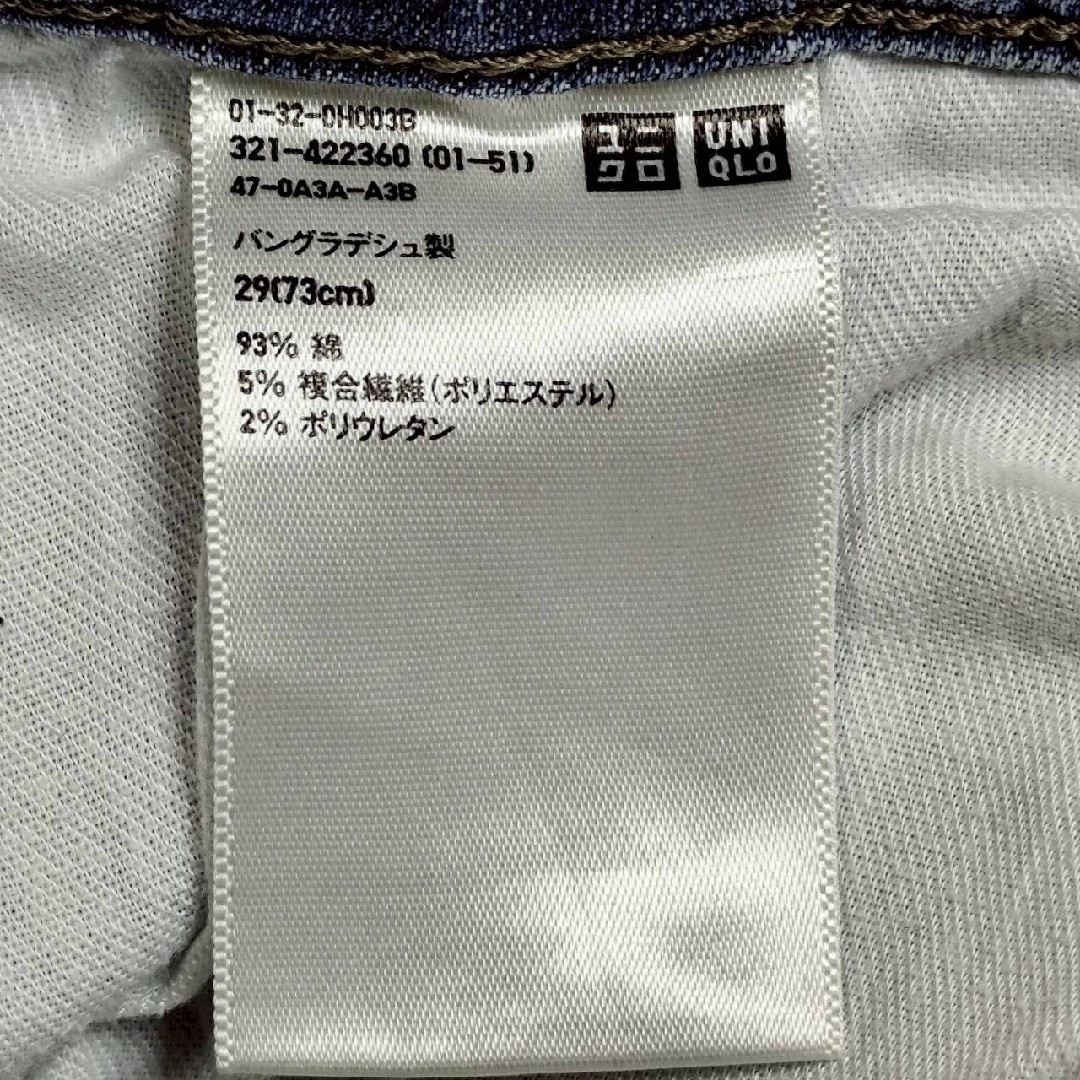 01-32-0H003B
321-422360 (01-51)
47-0A3A-A3B
ユニクロ
UNIQLO
バングラデシュ製
29(73cm)
93% 綿
5% 複合繊維(ポリエステル)
2% ポリウレタン